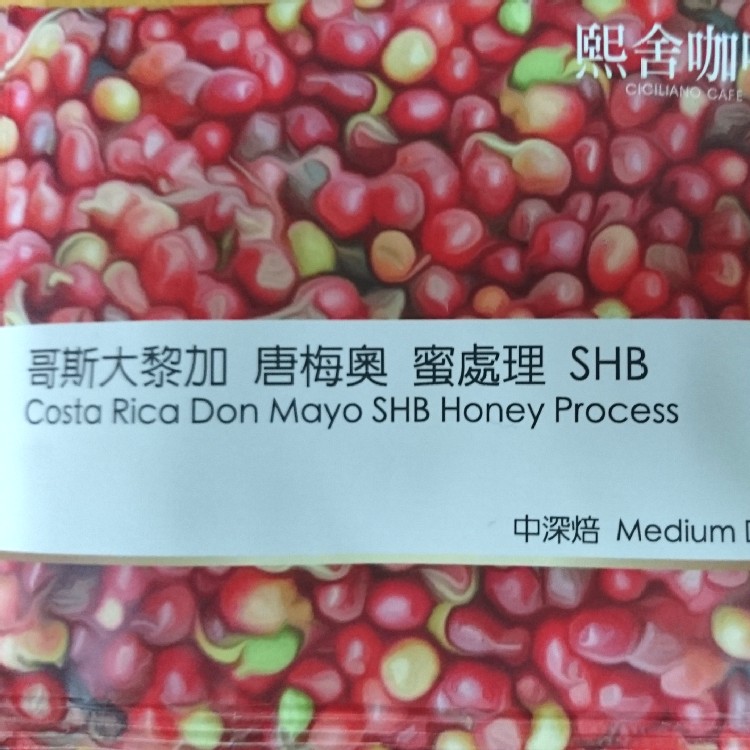 熙舍咖
CICILIANO CAFE
哥斯大黎加 唐梅奧 蜜處理 SHB
Costa Rica Don Mayo SHB Honey Process
中深焙 Medium